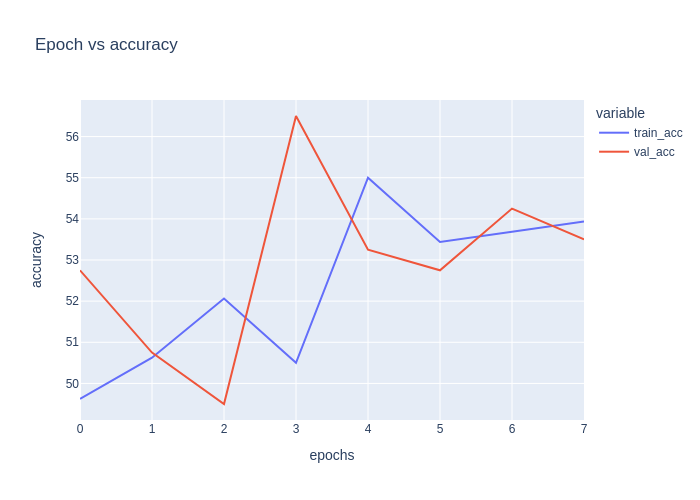 Epoch vs accuracy
variable
train_acc
val_acc
accuracy
56
55
54
53
52
51
50
0 1 2 3 4 5 6 7
epochs